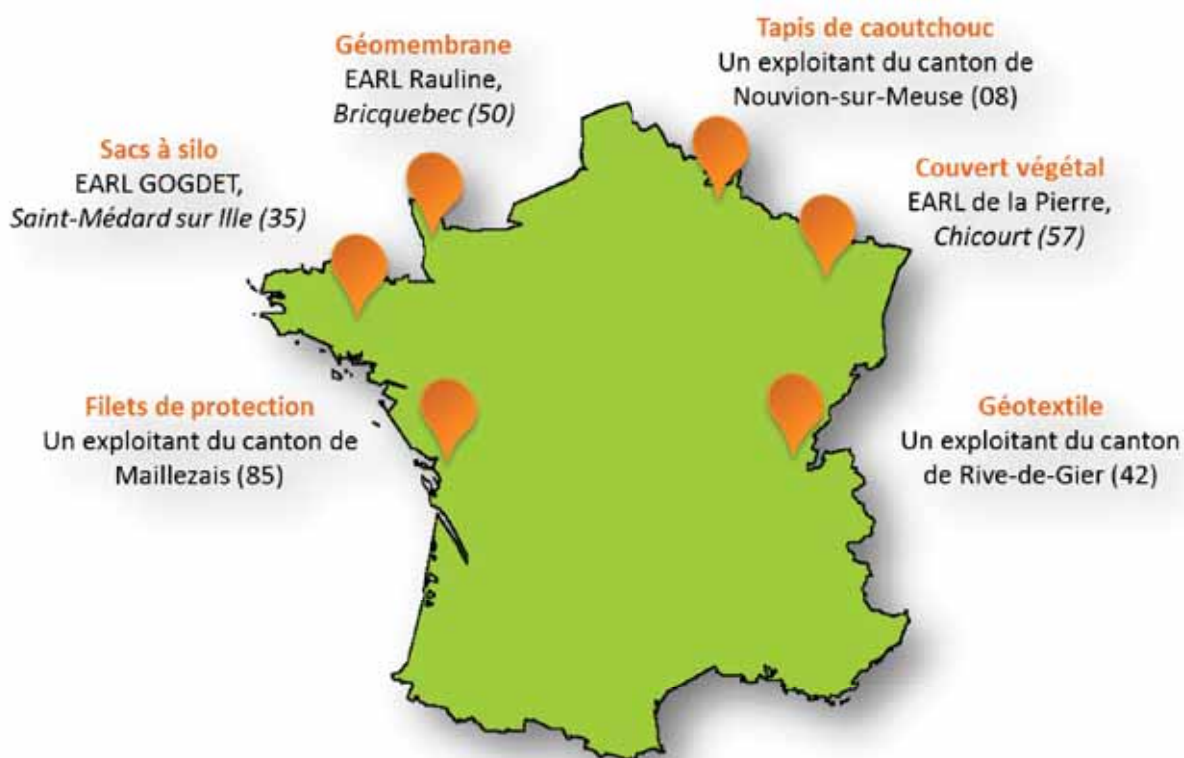 Tapis de caoutchouc
Un exploitant du canton de
Nouvion-sur-Meuse (08)
Géomembrane
EARL Rauline,
Bricquebec (50)
Sacs à silo
EARL GOGDET,
Saint-Médard sur Ille (35)
Couvert végétal
EARL de la Pierre,
Chicourt (57)
Filets de protection
Un exploitant du canton de
Maillezais (85)
Géotextile
Un exploitant du canton
de Rive-de-Gier (42)